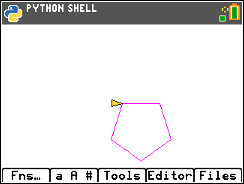 PYTHON SHELL
Fns… a A # Tools Editor Files